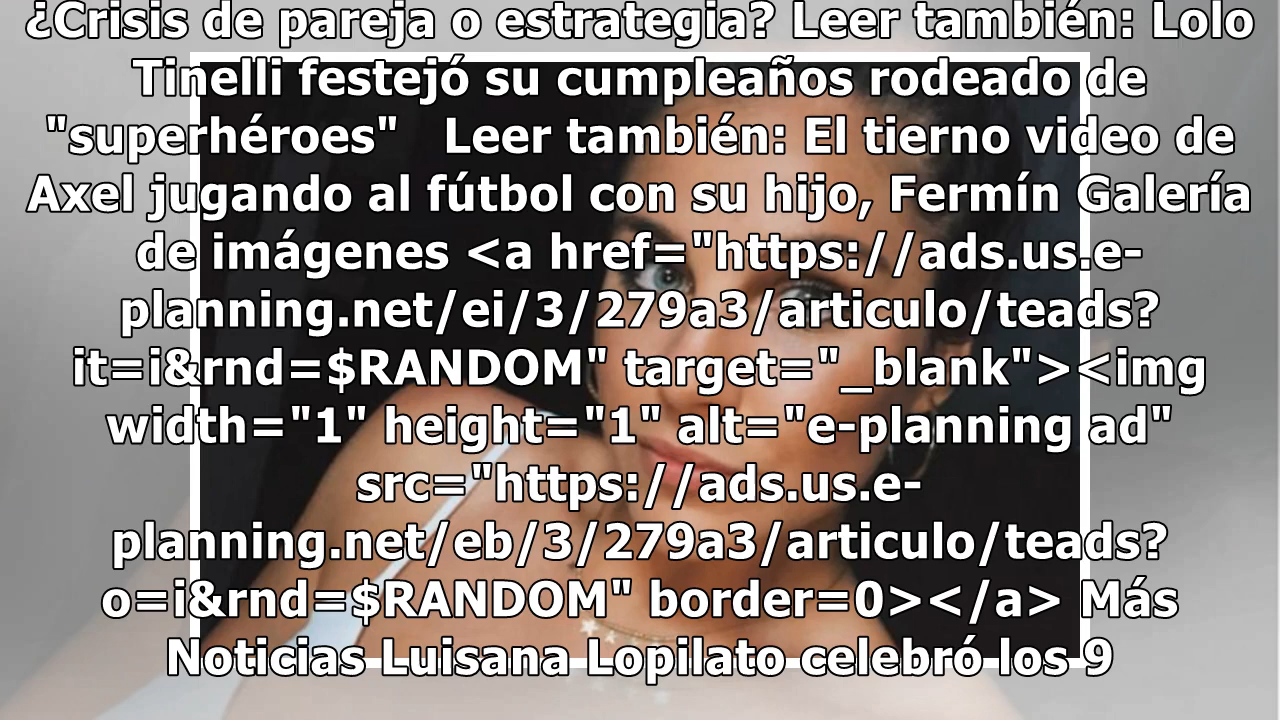 ¿Crisis de pareja o estrategia? Leer también: Lolo
Tinelli festejó su cumpleaños rodeado de
"superhéroes"   Leer también: El tierno video de
Axel jugando al fútbol con su hijo, Fermín Galería
de imágenes <a href="https://ads.us.e-
planning.net/ei/3/279a3/articulo/teads?
it=i&rnd=$RANDOM" target="_blank"><img
width="1" height="1" alt="e-planning ad"
src="https://ads.us.e-
planning.net/eb/3/279a3/articulo/teads?
o=i&rnd=$RANDOM" border=0></a> Más
Noticias Luisana Lopilato celebró los 9